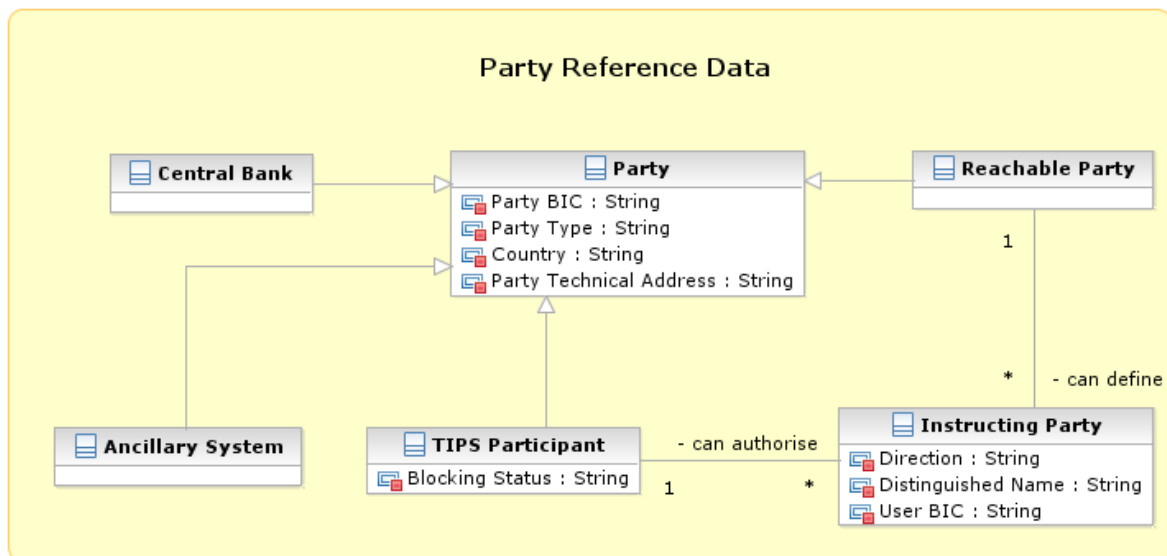 Party Reference Data
Central Bank
Party
Party BIC : String
Party Type : String
Country : String
Party Technical Address : String
Reachable Party
1
* - can define
Ancillary System
TIPS Participant
Blocking Status : String
- can authorise
1 *
Instructing Party
Direction : String
Distinguished Name : String
User BIC : String